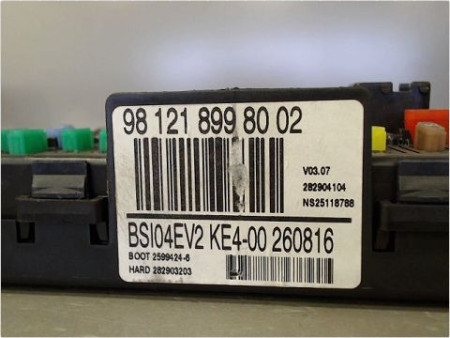 98 121 899 80 02
V03.07
282904104
NS25118788
BSI04EV2 KE4-00 260816
BOOT 2599424-6
HARD 282903203